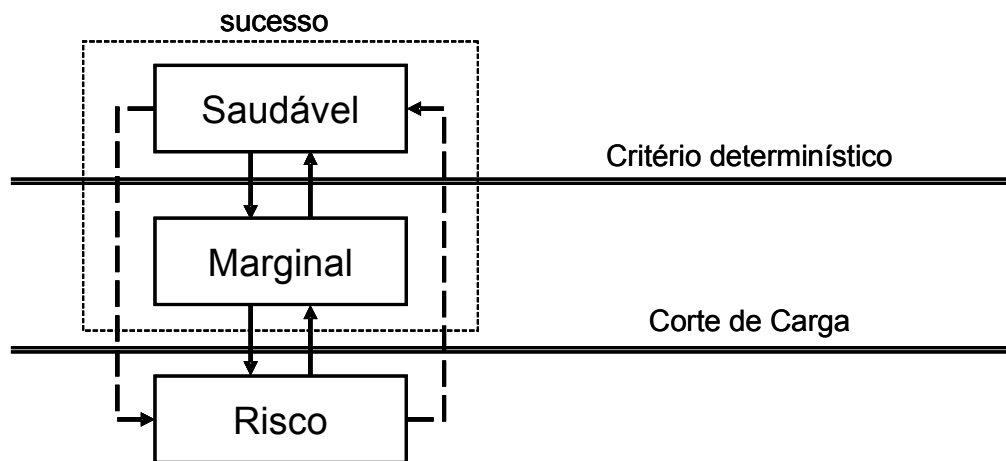 sucesso
Saudável
Critério determinístico
Marginal
Corte de Carga
Risco